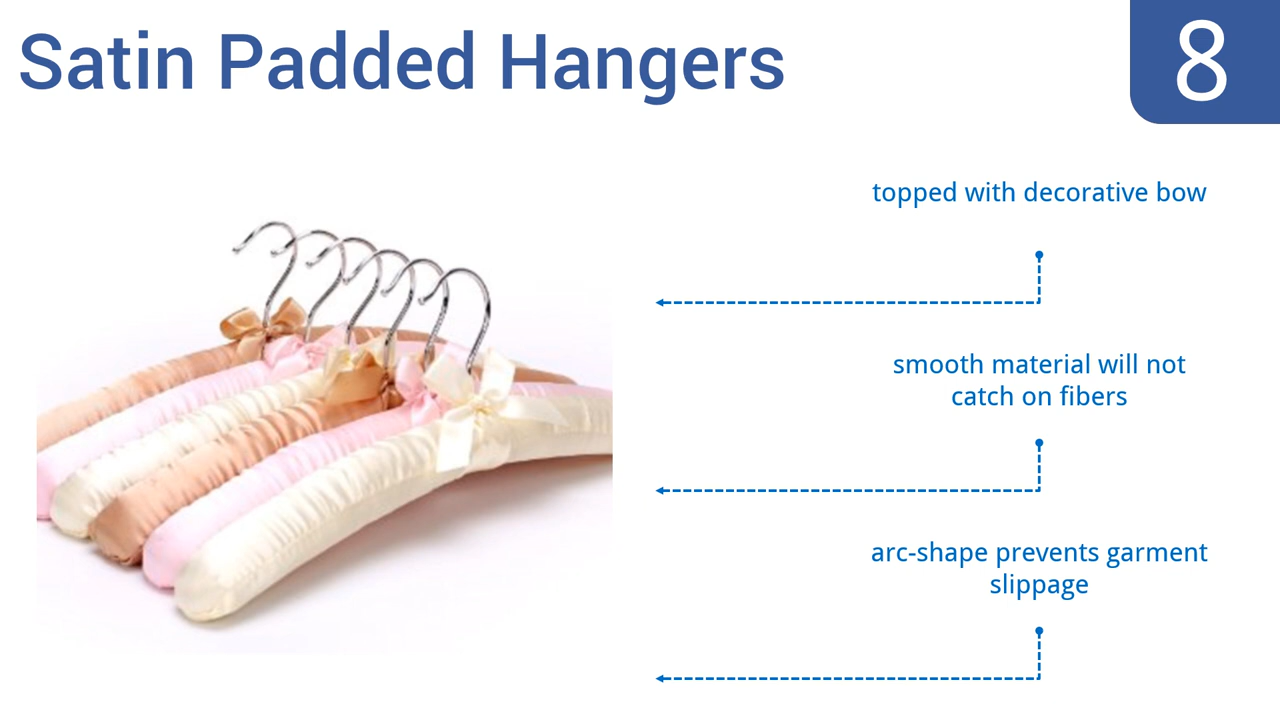 Satin Padded Hangers
8
topped with decorative bow
smooth material will not
catch on fibers
arc-shape prevents garment
slippage